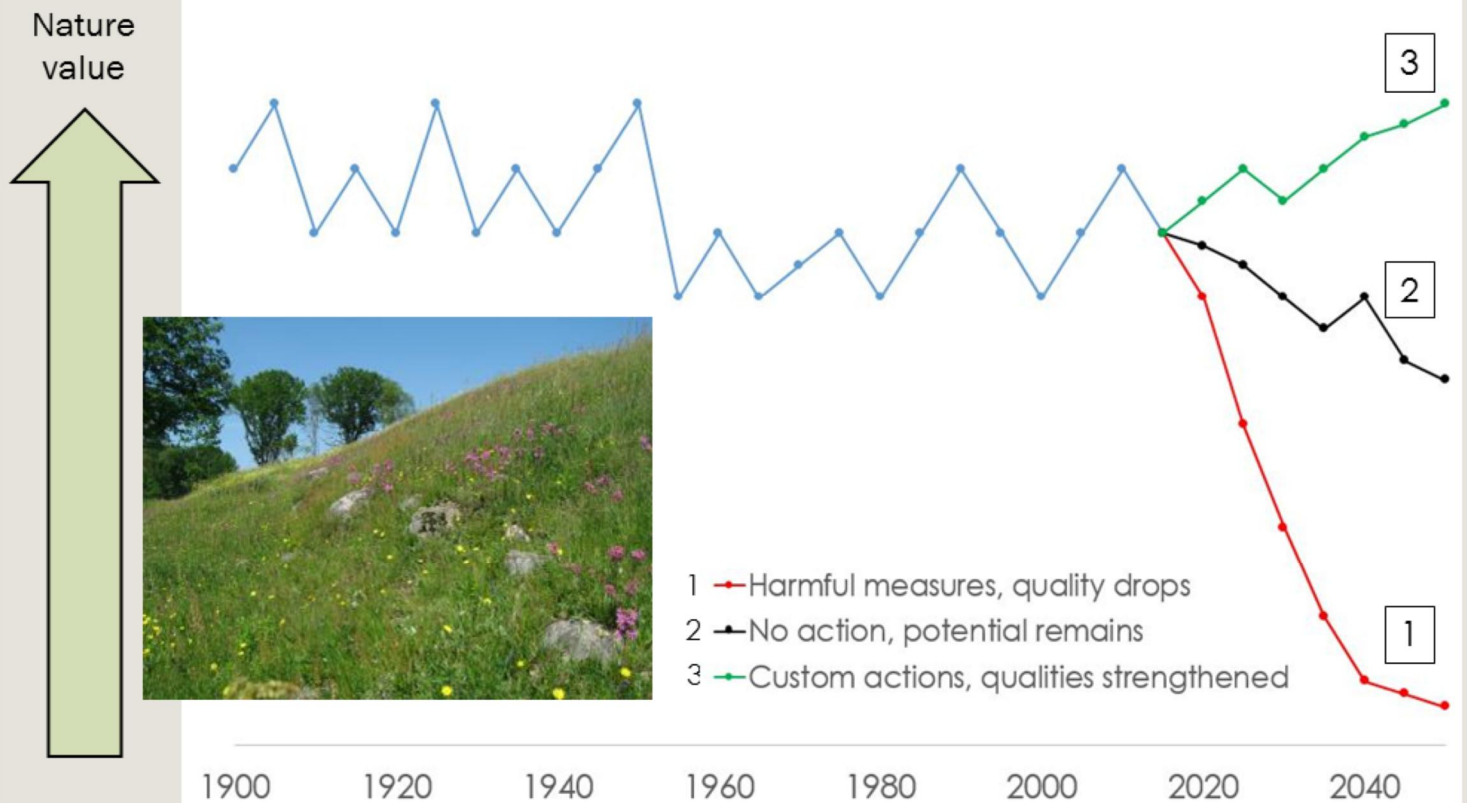 Nature
value
3
2
1
1 Harmful measures, quality drops
2 No action, potential remains
3 Custom actions, qualities strengthened
1900 1920 1940 1960 1980 2000 2020 2040